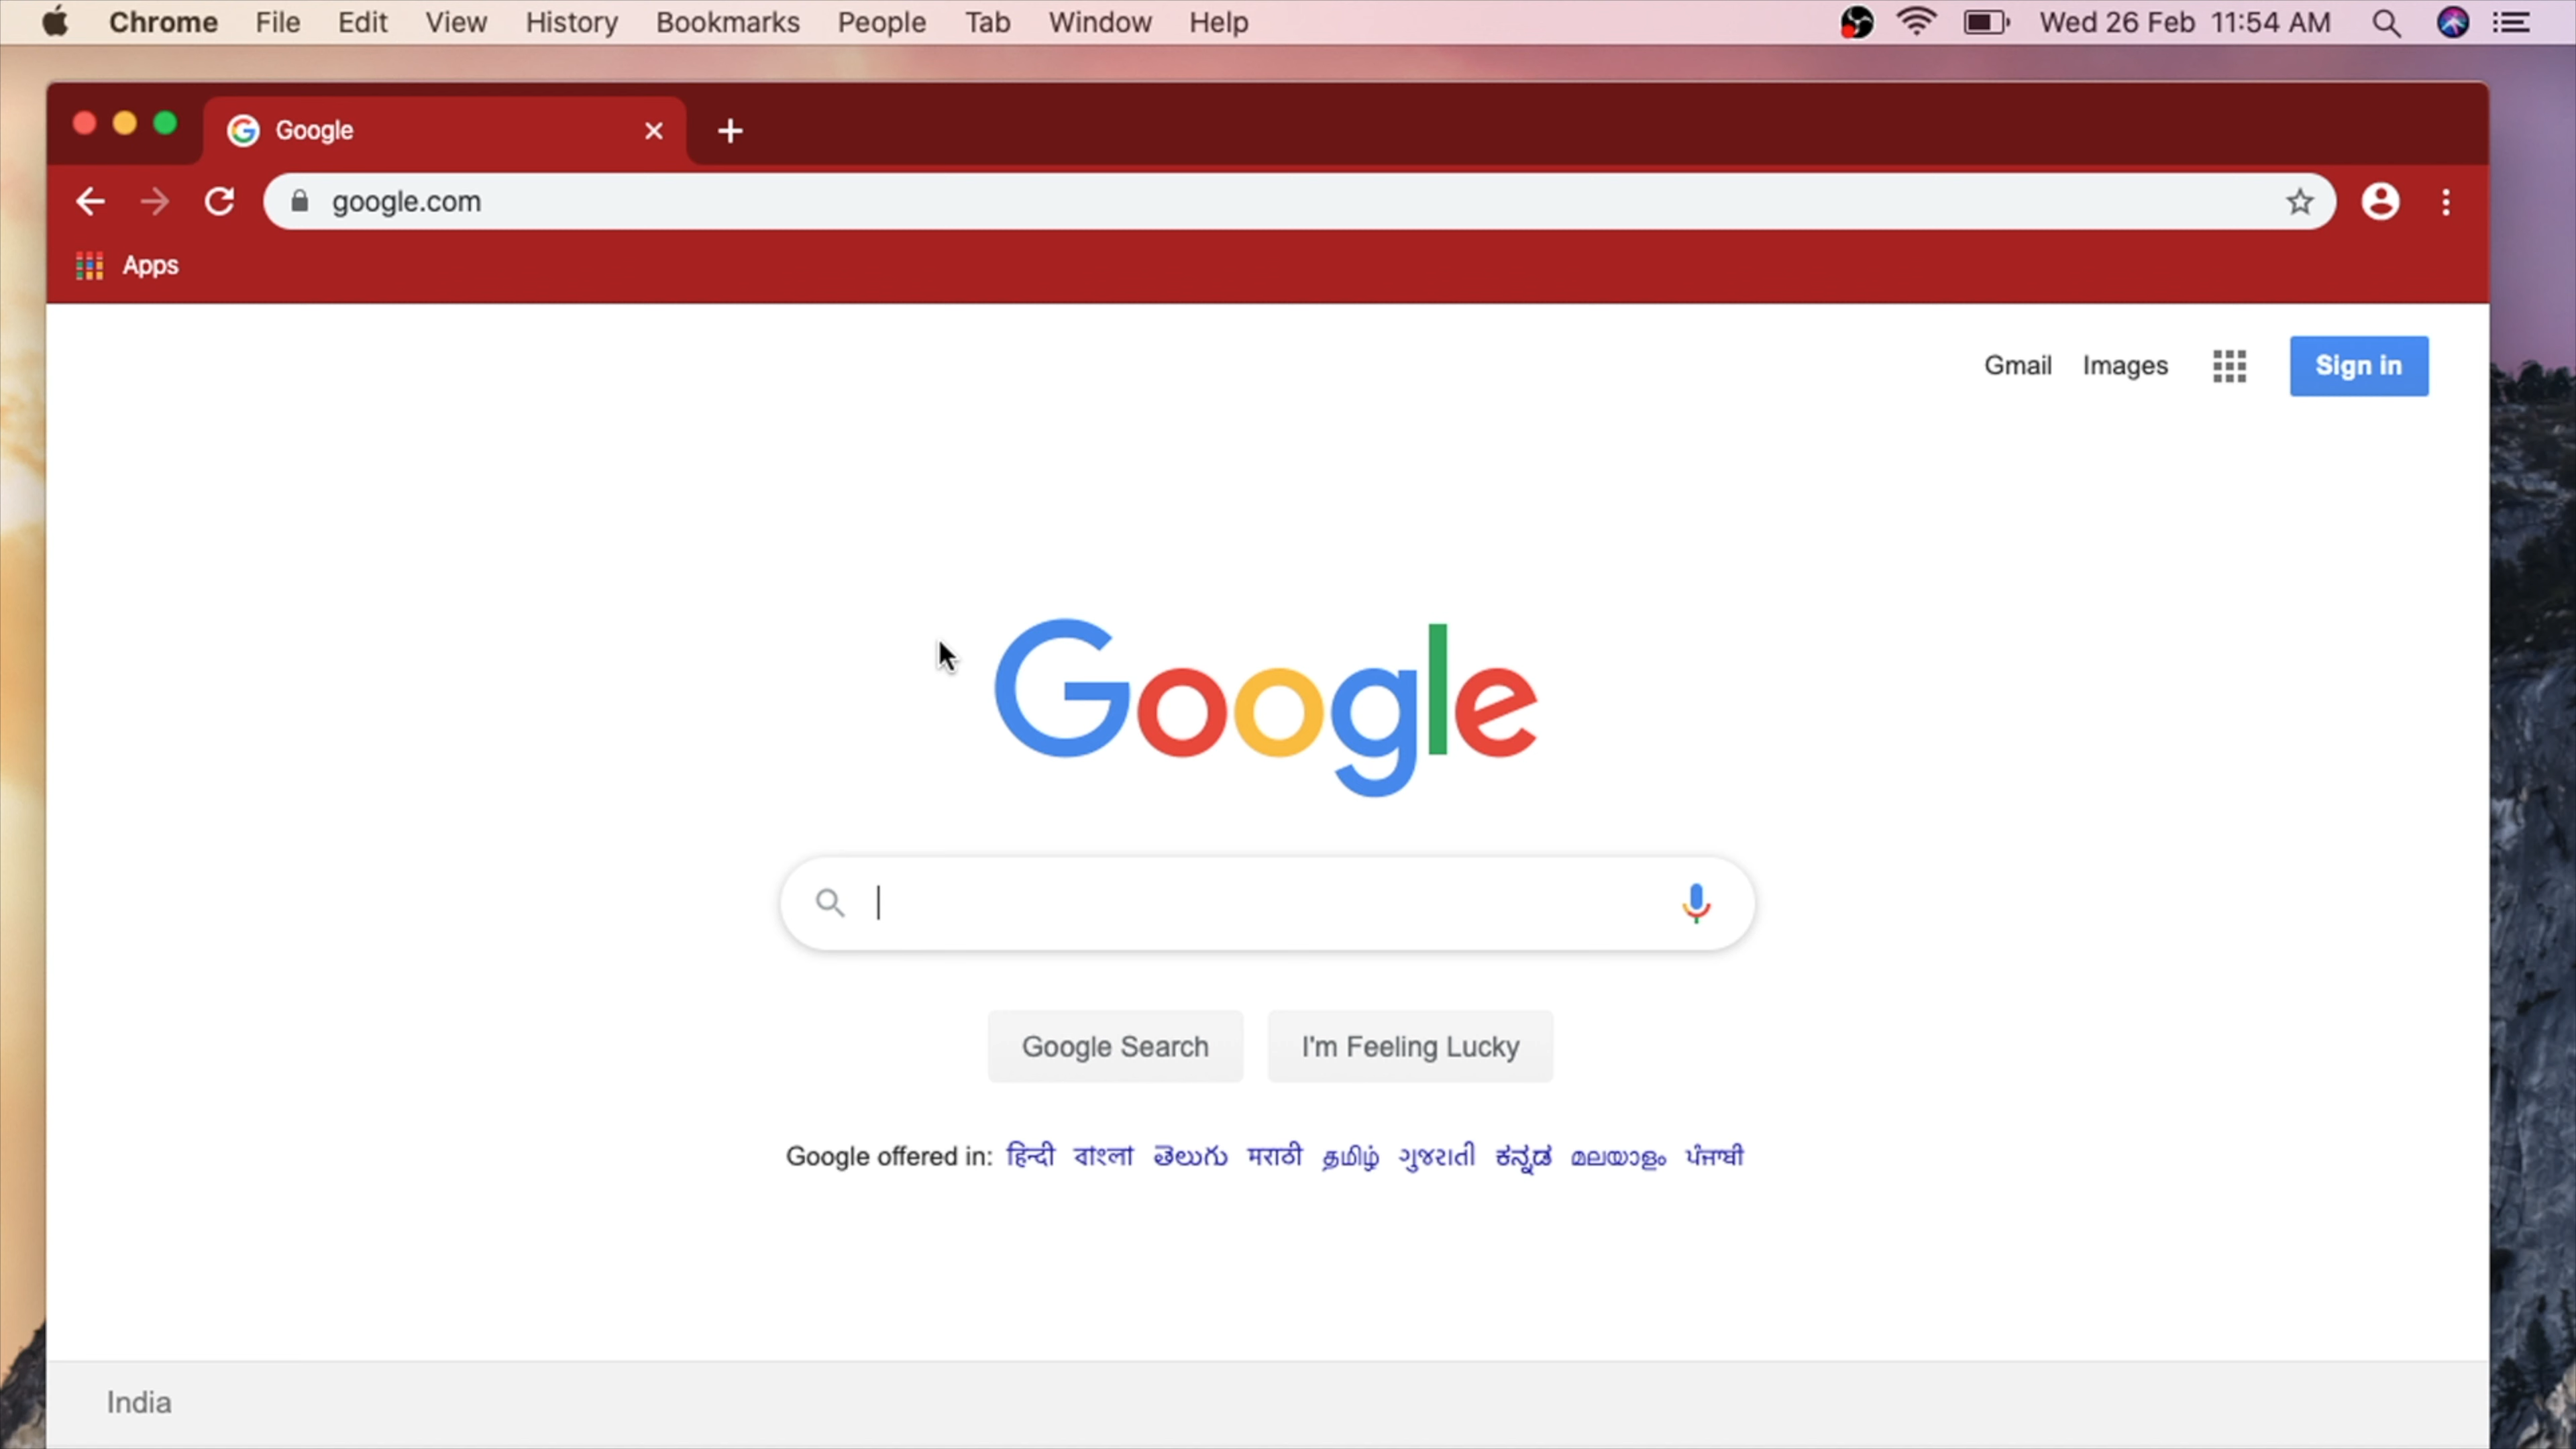 Chrome File Edit View History Bookmarks People Tab Window Help Wed 26 Feb 11:54 AM
Google
google.com
Apps
Gmail Images Sign in
Google
Google Search I'm Feeling Lucky
Google offered in: हिन्दी বাংলা తెలుగు मराठी தமிழ் ગુજરાતી ಕನ್ನಡ മലയാളം ਪੰਜਾਬੀ
India